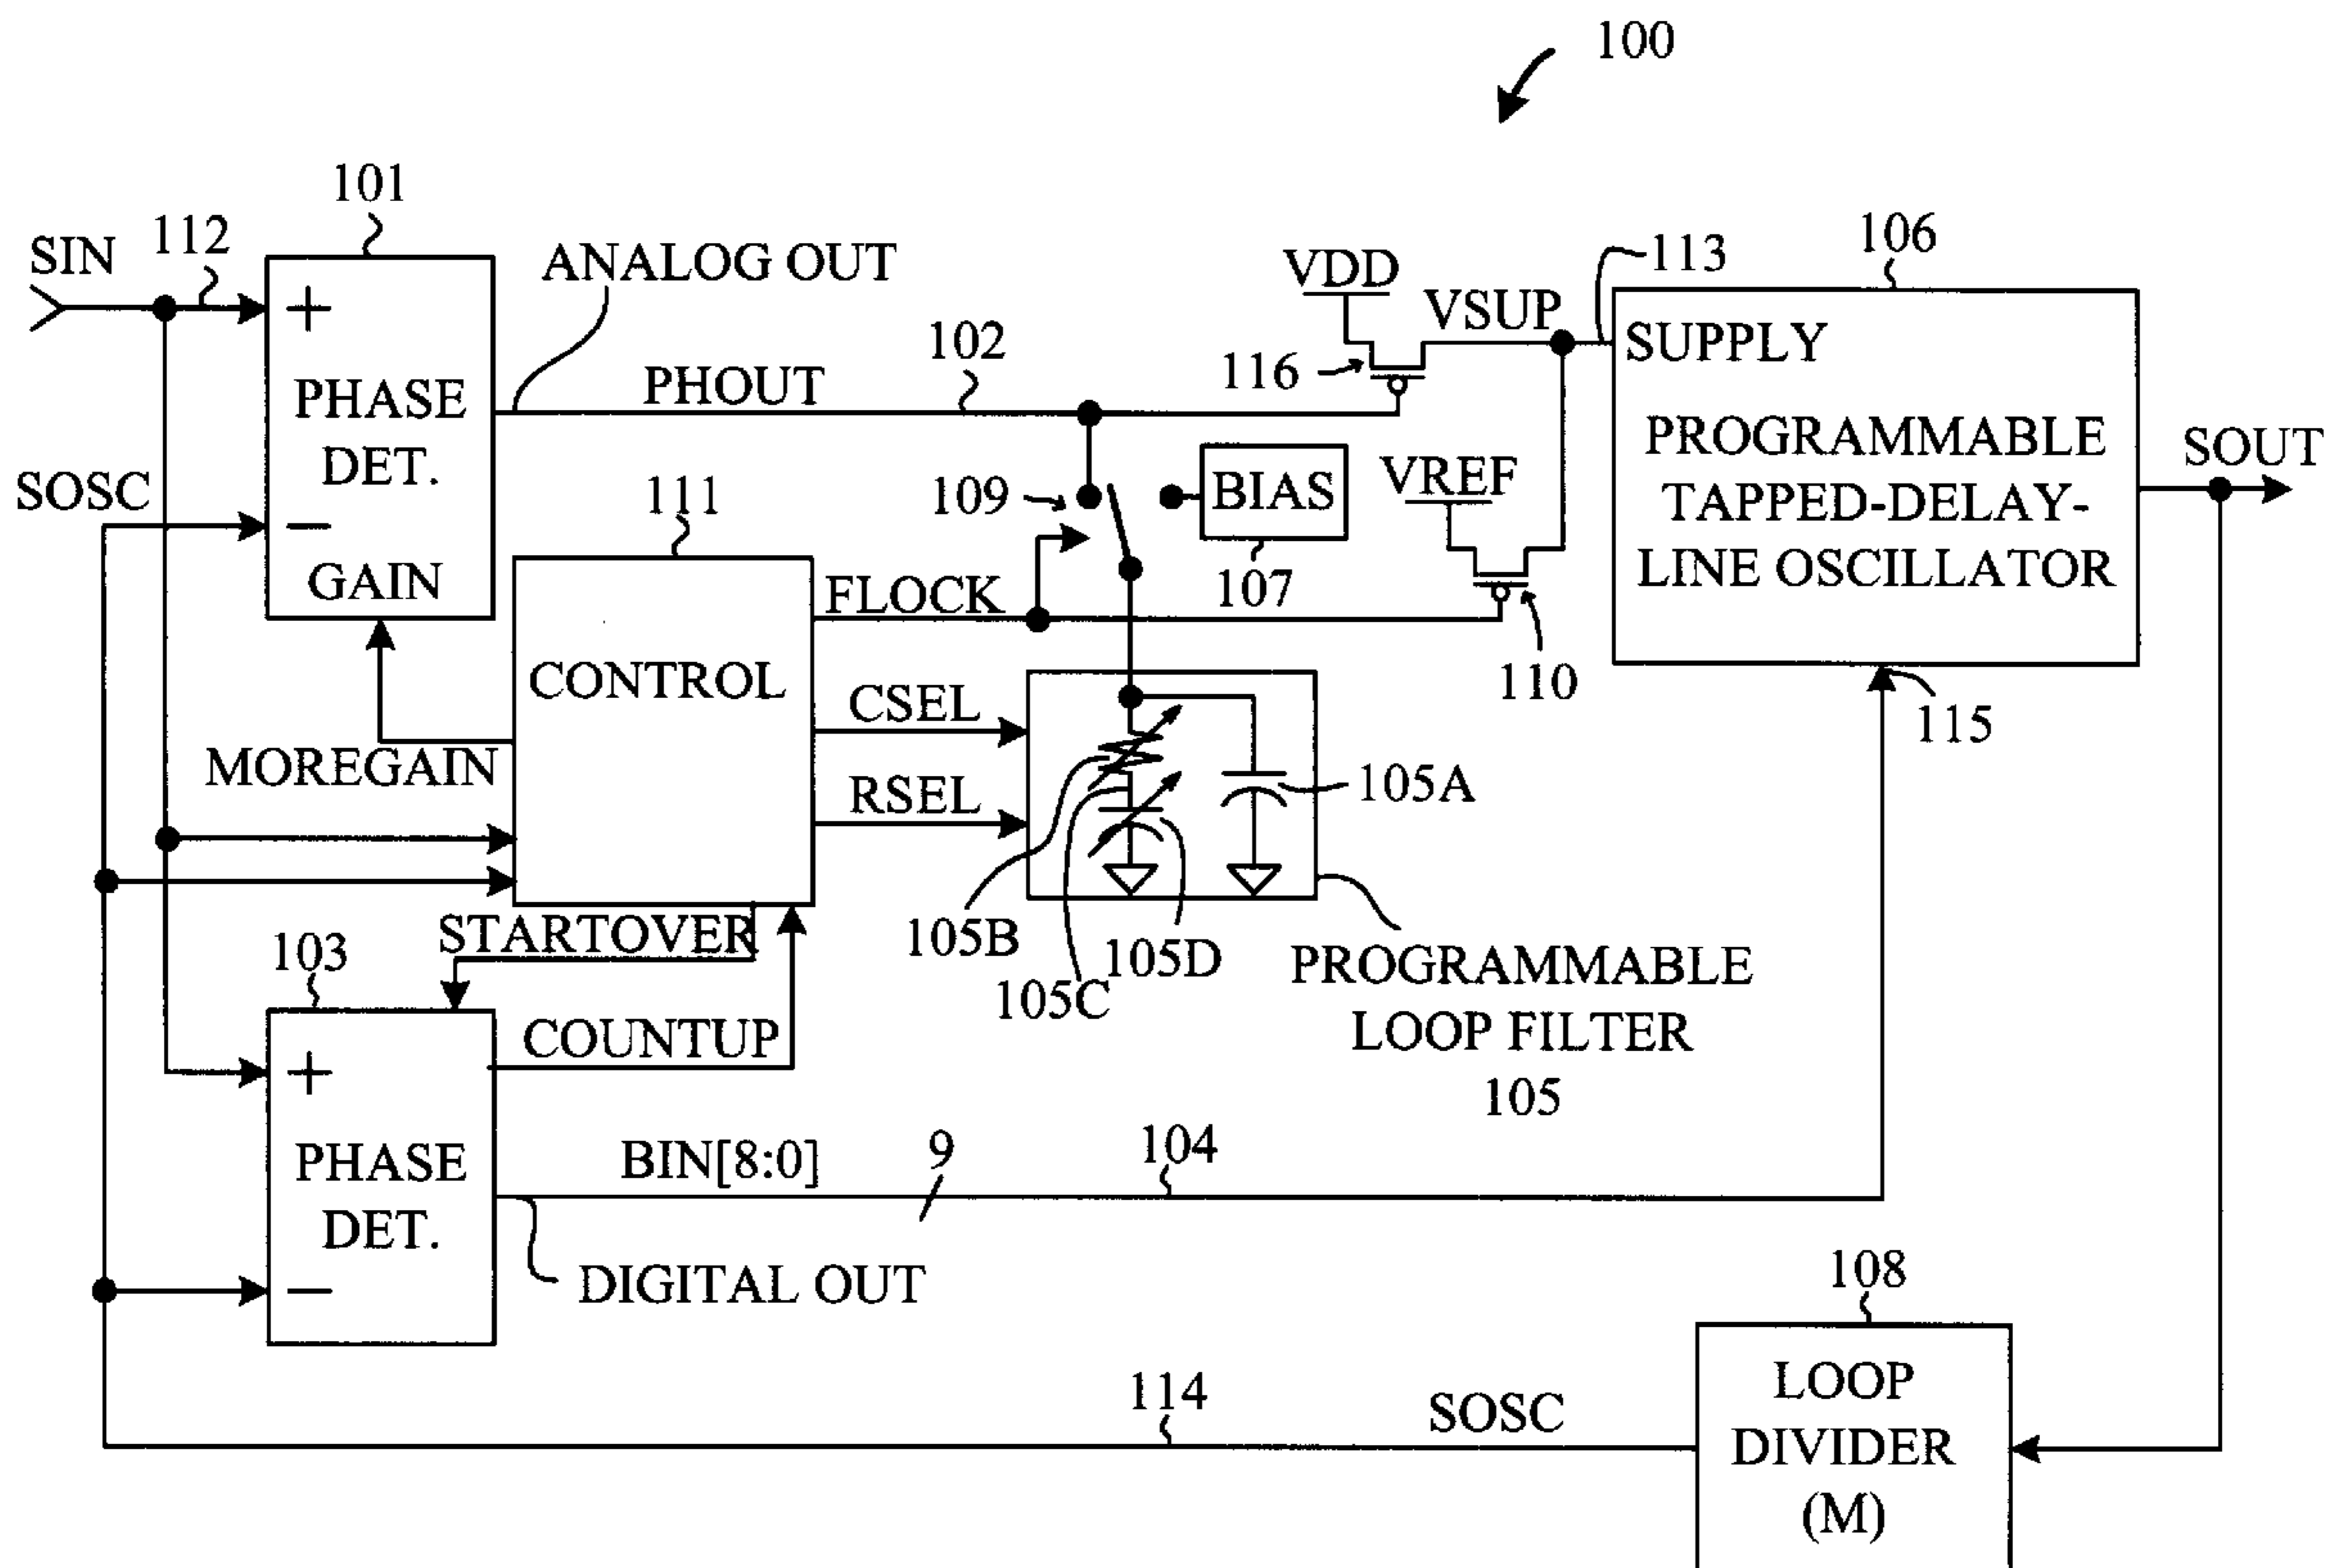 100
101
SIN
112
ANALOG OUT
VDD
VSUP
113
106
+
PHASE
DET.
PHOUT
102
116
SUPPLY
PROGRAMMABLE
TAPPED-DELAY-
LINE OSCILLATOR
SOUT
SOSC
−
GAIN
111
109
BIAS
107
VREF
110
115
CONTROL
FLOCK
CSEL
RSEL
MOREGAIN
105A
105B
105C
105D
PROGRAMMABLE
LOOP FILTER
105
STARTOVER
COUNTUP
103
+
PHASE
DET.
−
BIN[8:0]
9
104
DIGITAL OUT
108
114
SOSC
LOOP
DIVIDER
(M)